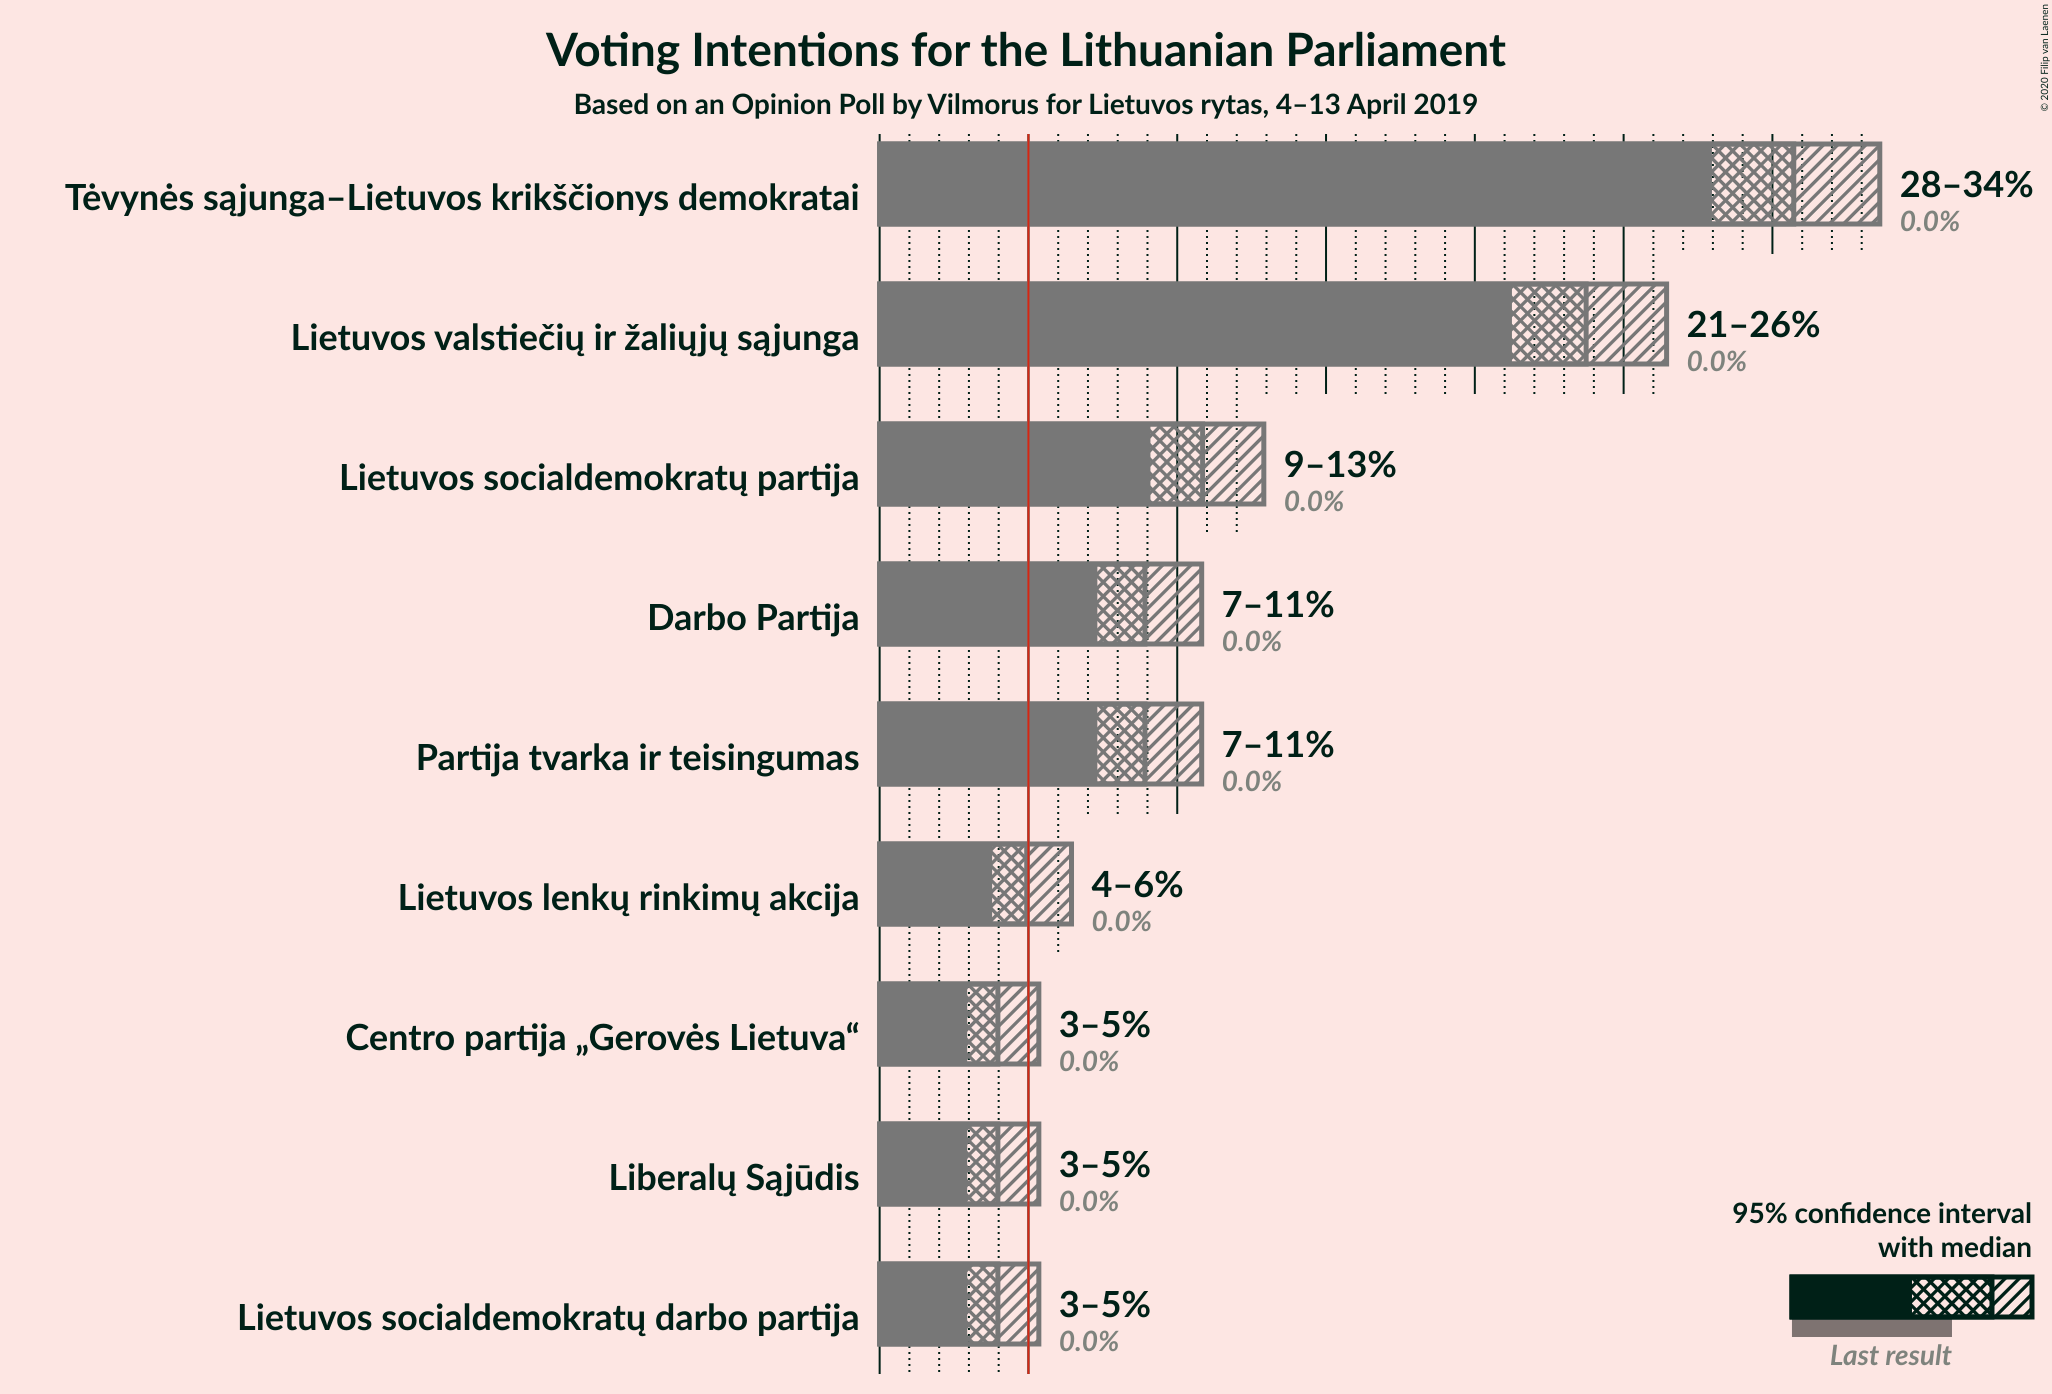 Voting Intentions for the Lithuanian Parliament
Based on an Opinion Poll by Vilmorus for Lietuvos rytas, 4–13 April 2019
© 2020 Filip van Laenen
Tėvynės sąjunga–Lietuvos krikščionys demokratai
28–34%
0.0%
Lietuvos valstiečių ir žaliųjų sąjunga
21–26%
0.0%
Lietuvos socialdemokratų partija
9–13%
0.0%
Darbo Partija
7–11%
0.0%
Partija tvarka ir teisingumas
7–11%
0.0%
Lietuvos lenkų rinkimų akcija
4–6%
0.0%
Centro partija „Gerovės Lietuva“
3–5%
0.0%
Liberalų Sąjūdis
3–5%
0.0%
Lietuvos socialdemokratų darbo partija
3–5%
0.0%
95% confidence interval
with median
Last result